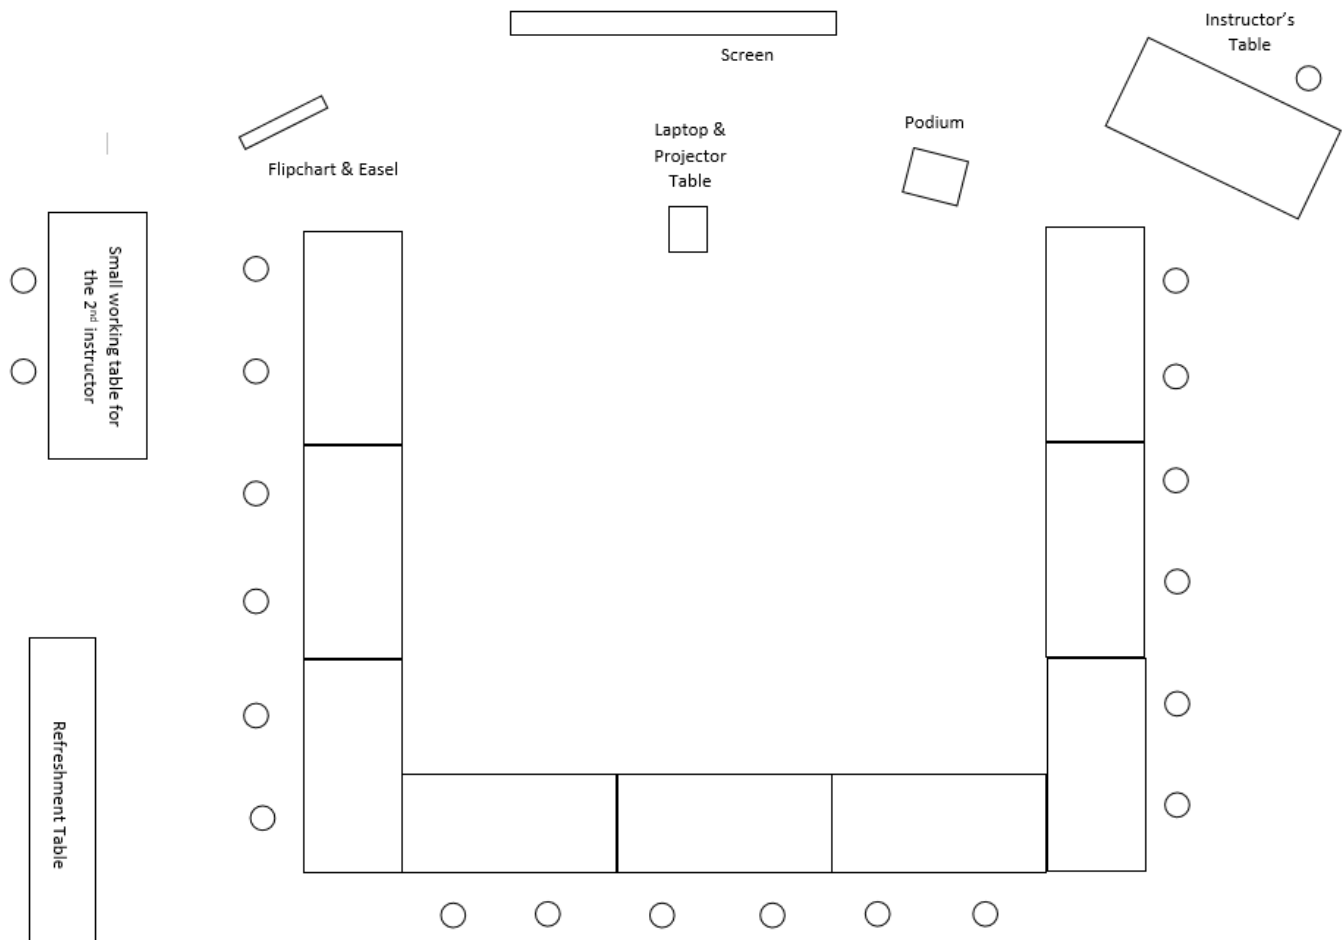 Screen
Instructor’s
Table
Flipchart & Easel
Laptop &
Projector
Table
Podium
Small working table for
the 2nd instructor
Refreshment Table